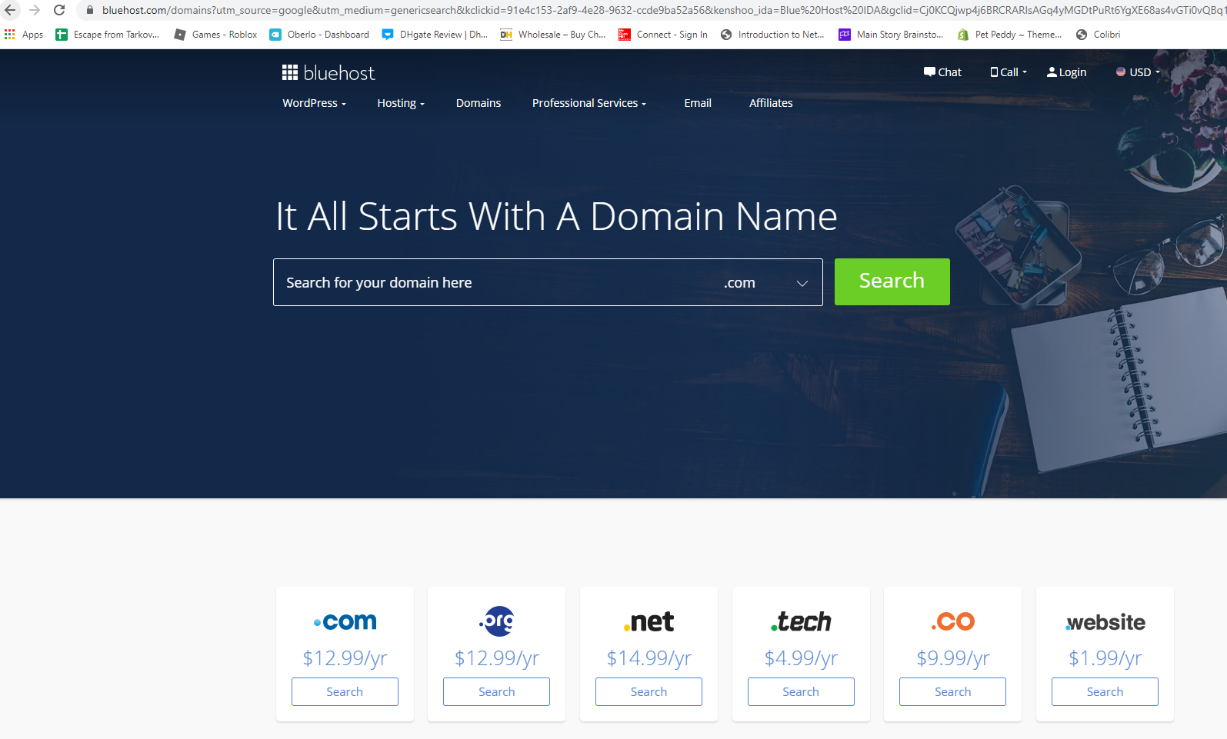 bluehost.com/domains?utm_source=google&utm_medium=genericsearch&kclickid=91e4c153-2af9-4e28-9632-ccde9ba52a56&kenshoo_ida=Blue%20Host%20IDA&gclid=Cj0KCQjwp4j6BRCRARIsAGq4yMGDtPuRt6YgXE68as4vGTi0vQBq1
Apps Escape from Tarkov... Games - Roblox Oberlo - Dashboard DHgate Review | Dh... DH Wholesale – Buy Ch... Connect - Sign In Introduction to Net... Main Story Brainsto... Pet Peddy ~ Theme... Colibri
bluehost Chat Call Login USD
WordPress Hosting Domains Professional Services Email Affiliates
It All Starts With A Domain Name
Search for your domain here .com Search
.com .org .net .tech .co .website
$12.99/yr $12.99/yr $14.99/yr $4.99/yr $9.99/yr $1.99/yr
Search Search Search Search Search Search